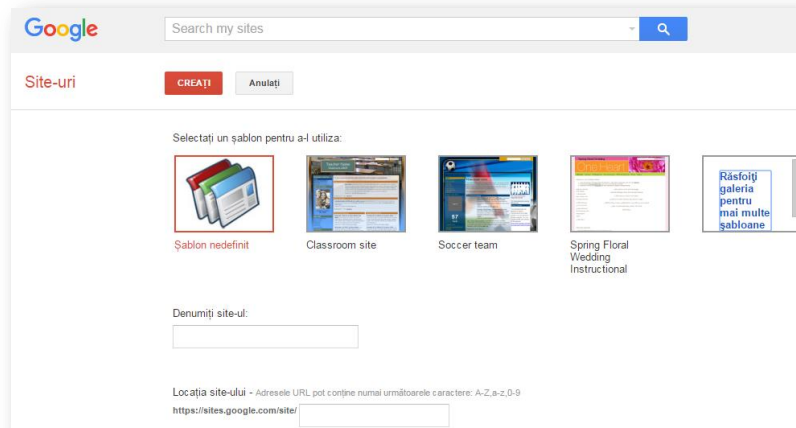 Google
Search my sites
Site-uri
CREAȚI
Anulați
Selectați un șablon pentru a-l utiliza:
Șablon nedefinit
Classroom site
Soccer team
Spring Floral
Wedding
Instructional
Răsfoiți
galeria
pentru
mai multe
șabloane
Denumiți site-ul:
Locația site-ului - Adresele URL pot conține numai următoarele caractere: A-Z,a-z,0-9
https://sites.google.com/site/